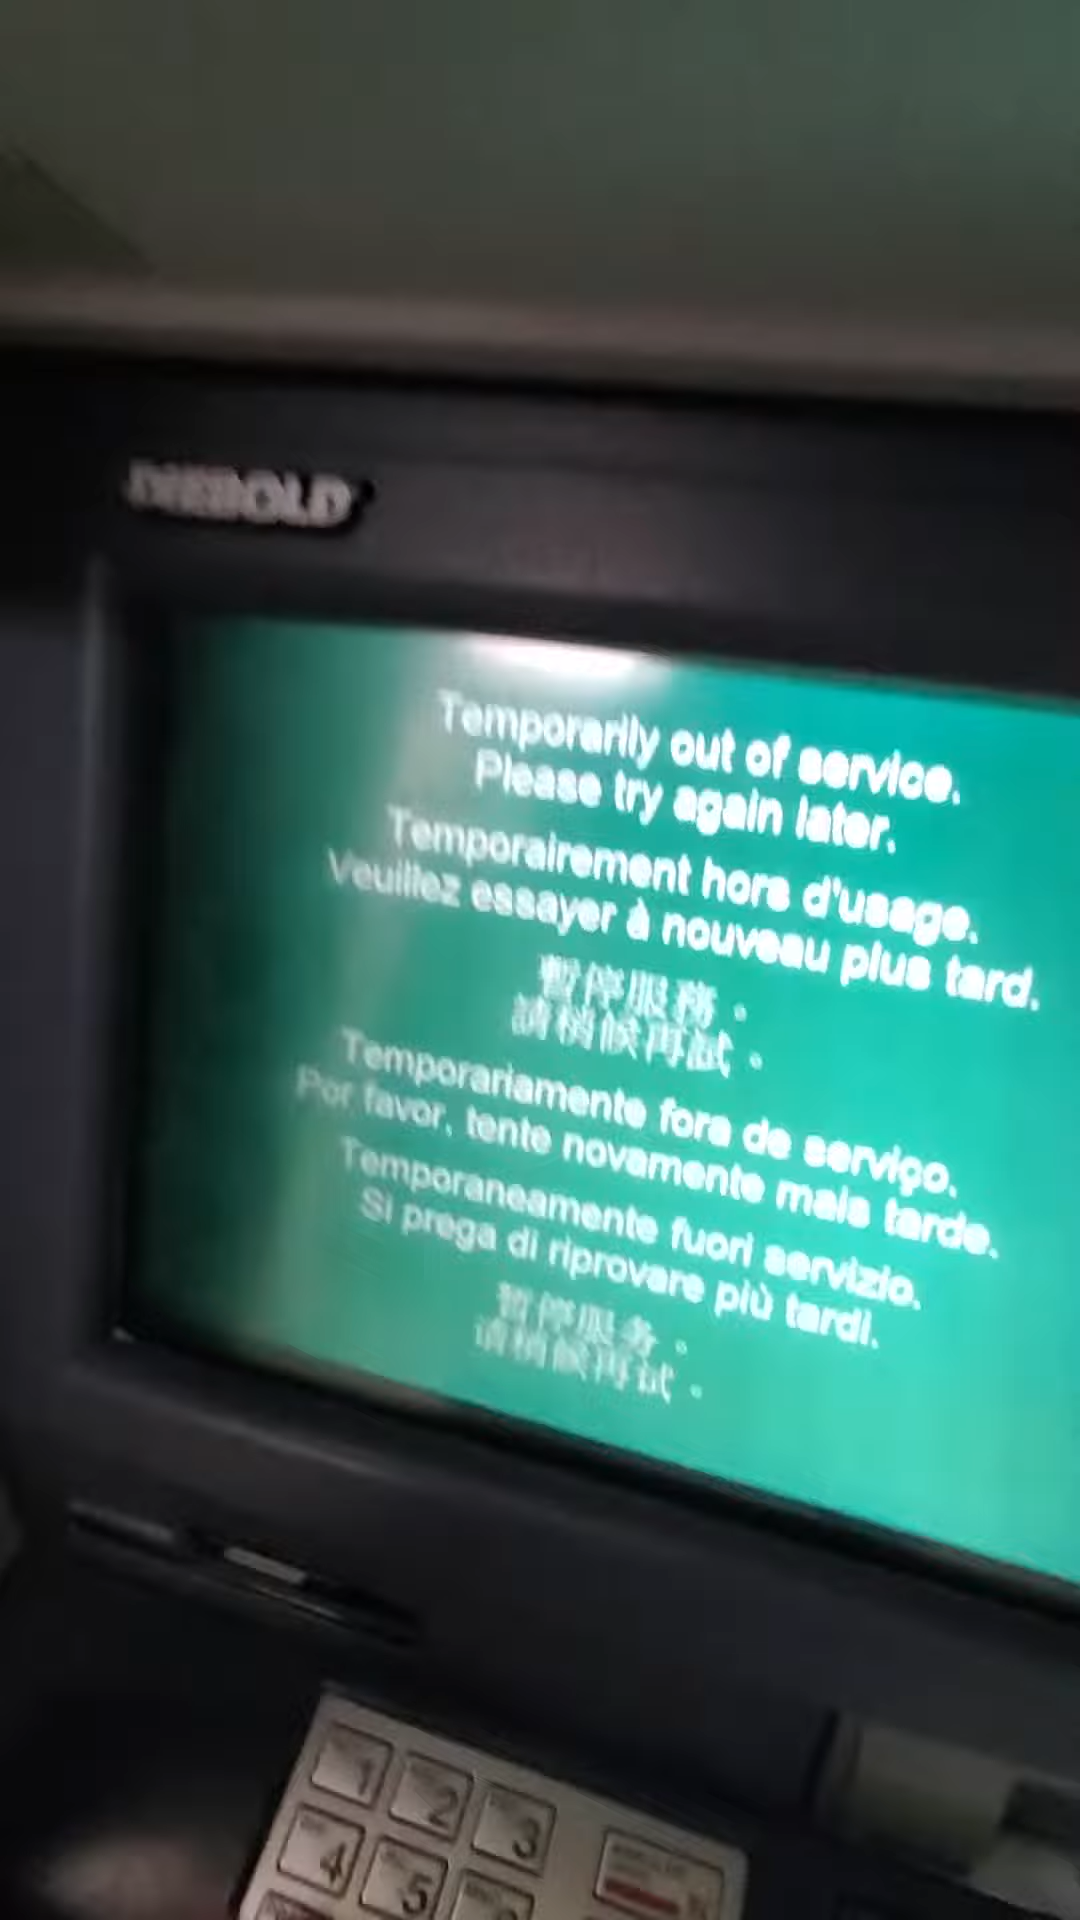 DIEBOLD
Temporarily out of service.
Please try again later.
Temporairement hors d'usage.
Veuillez essayer à nouveau plus tard.
暫停服務。
請稍候再試。
Temporariamente fora de serviço.
Por favor, tente novamente mais tarde.
Temporaneamente fuori servizio.
Si prega di riprovare più tardi.
暂停服务。
请稍候再试。
1 2 3
4 5